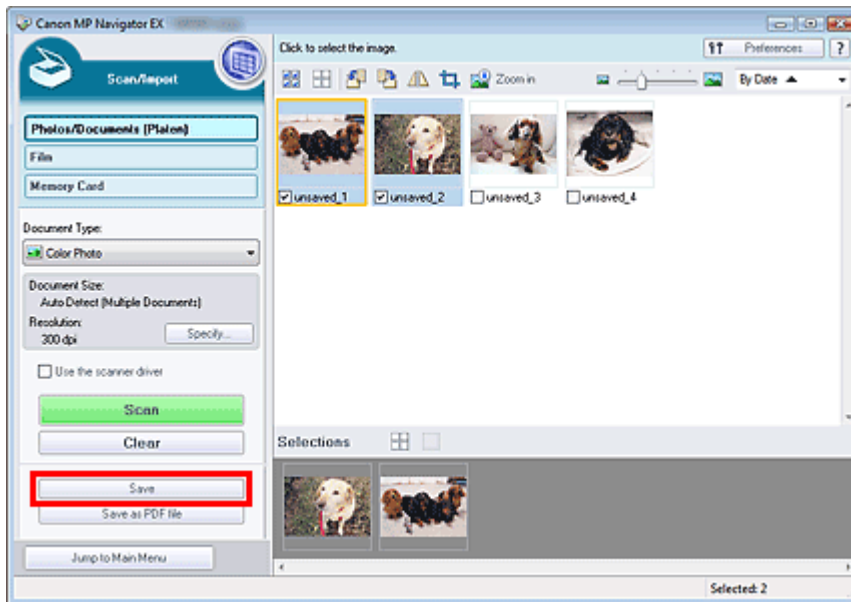 Canon MP Navigator EX
Scan/Import
Photos/Documents (Platen)
Film
Memory Card
Document Type:
Color Photo
Document Size:
Auto Detect (Multiple Documents)
Resolution:
300 dpi
Specify...
Use the scanner driver
Scan
Clear
Save
Save as PDF file
Jump to Main Menu
Click to select the image.
Preferences
?
Zoom in
By Date
unsaved_1
unsaved_2
unsaved_3
unsaved_4
Selections
Selected: 2